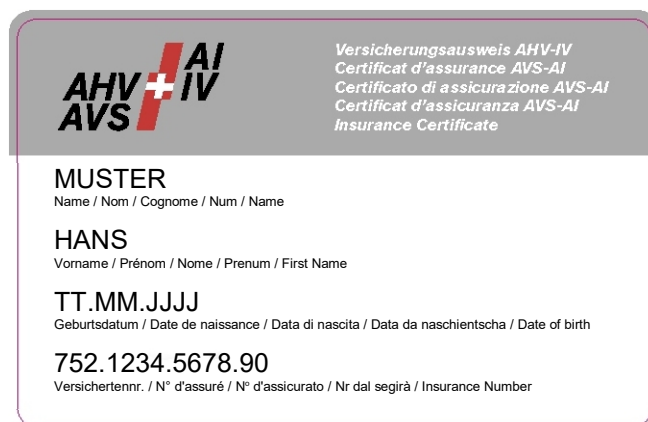 AHV AI
AVS IV
Versicherungsausweis AHV-IV
Certificat d'assurance AVS-AI
Certificato di assicurazione AVS-AI
Certificat d'assicuranza AVS-AI
Insurance Certificate
MUSTER
Name / Nom / Cognome / Num / Name
HANS
Vorname / Prénom / Nome / Prenum / First Name
TT.MM.JJJJ
Geburtsdatum / Date de naissance / Data di nascita / Data da naschientscha / Date of birth
752.1234.5678.90
Versichertennr. / N° d'assuré / Nº d'assicurato / Nr dal segirà / Insurance Number